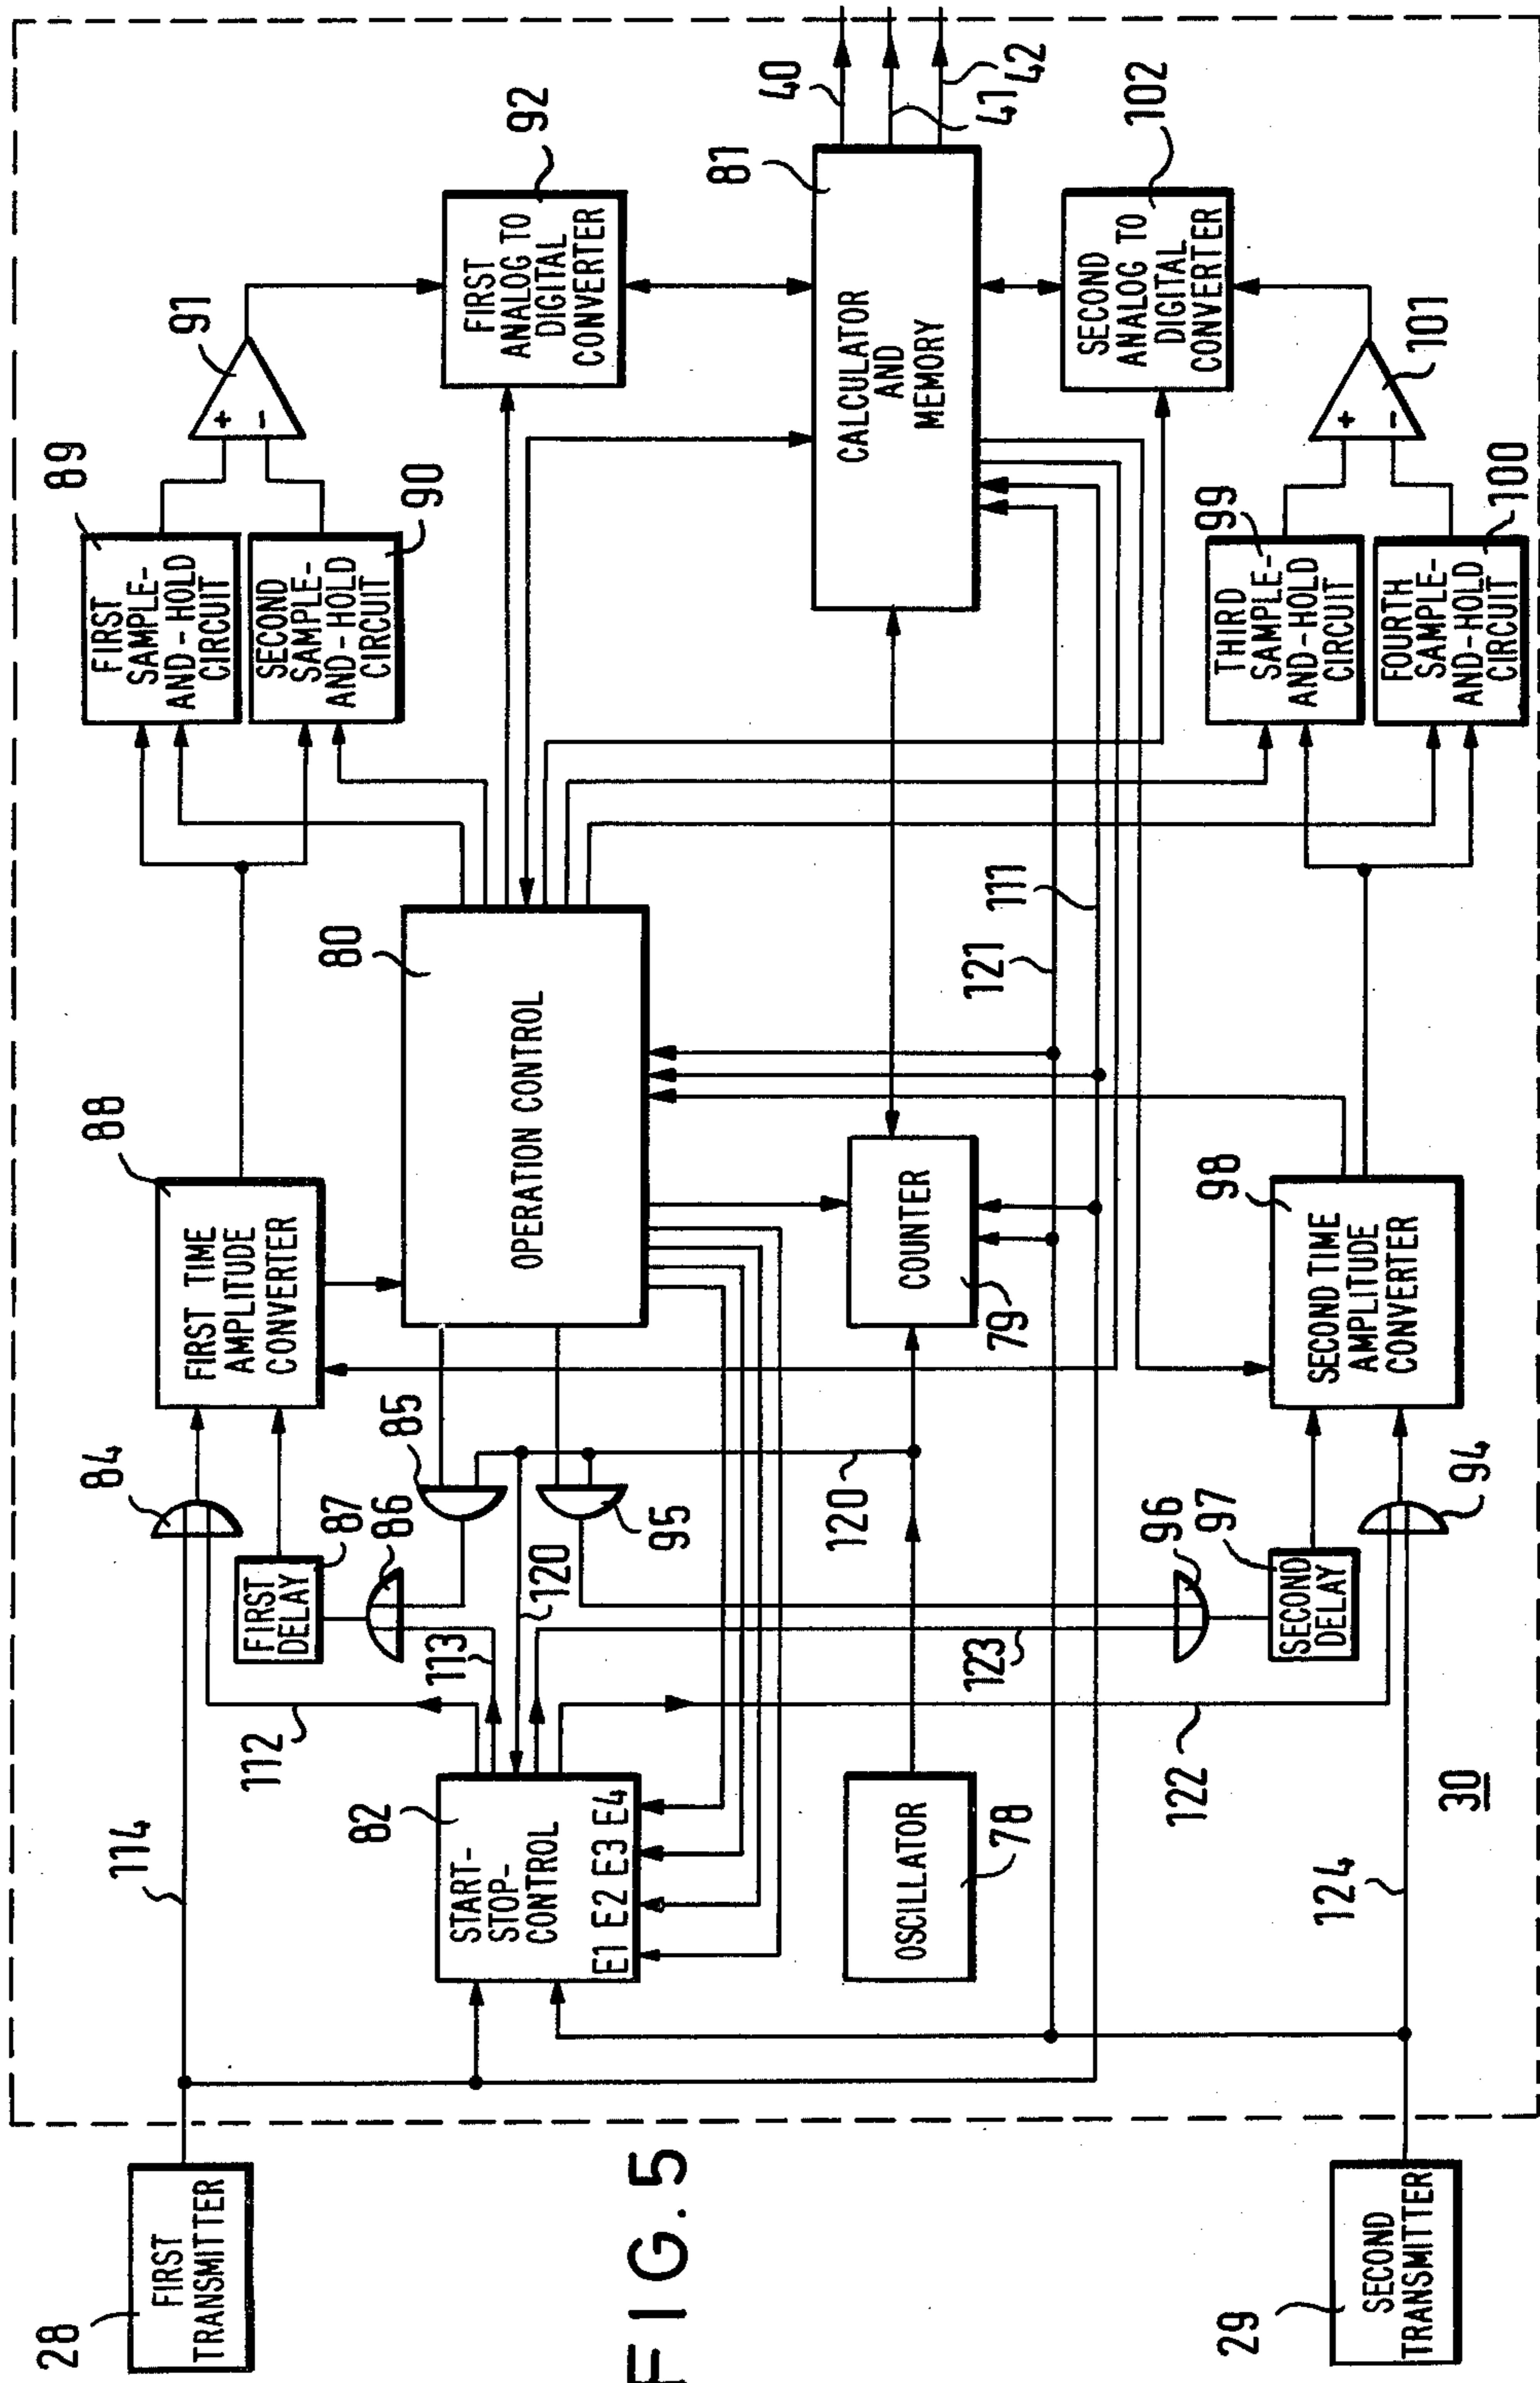 40
41
42
92
FIRST
ANALOG TO
DIGITAL
CONVERTER
81
CALCULATOR
AND
MEMORY
102
SECOND
ANALOG TO
DIGITAL
CONVERTER
91
+
-
101
+
-
89
FIRST
SAMPLE-
AND-HOLD
CIRCUIT
90
SECOND
SAMPLE-
AND-HOLD
CIRCUIT
99
THIRD
SAMPLE-
AND-HOLD
CIRCUIT
100
FOURTH
SAMPLE-
AND-HOLD
CIRCUIT
80
OPERATION CONTROL
111
121
88
FIRST TIME
AMPLITUDE
CONVERTER
COUNTER
79
98
SECOND TIME
AMPLITUDE
CONVERTER
84
85
95
120
94
87
FIRST
DELAY
86
120
96
97
SECOND
DELAY
113
123
112
122
114
82
START-
STOP-
CONTROL
E1 E2 E3 E4
OSCILLATOR
78
124
30
28
FIRST
TRANSMITTER
FIG. 5
29
SECOND
TRANSMITTER